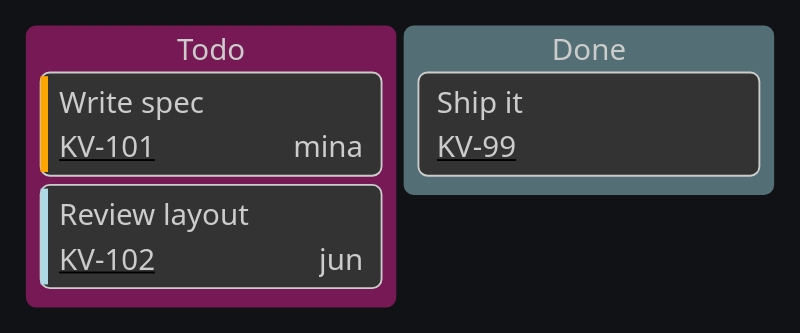 Todo
Write spec
KV-101 mina
Review layout
KV-102 jun
Done
Ship it
KV-99